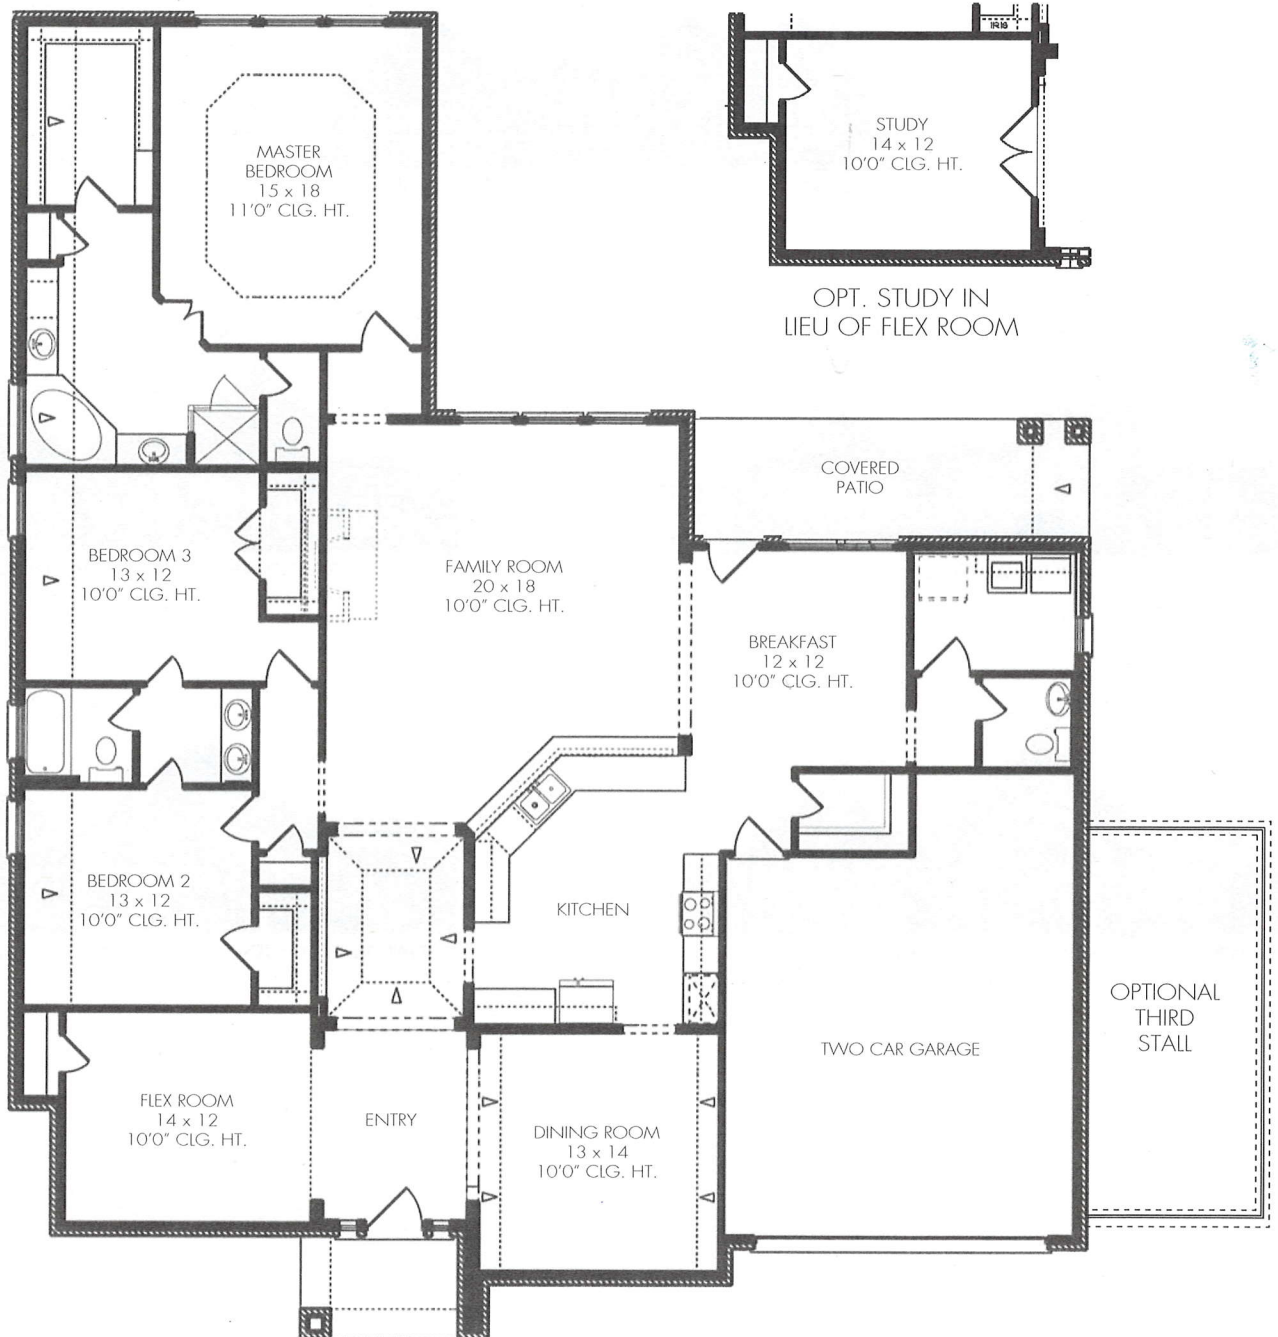 MASTER
BEDROOM
15 x 18
11'0" CLG. HT.
STUDY
14 x 12
10'0" CLG. HT.
OPT. STUDY IN
LIEU OF FLEX ROOM
COVERED
PATIO
BEDROOM 3
13 x 12
10'0" CLG. HT.
FAMILY ROOM
20 x 18
10'0" CLG. HT.
BREAKFAST
12 x 12
10'0" CLG. HT.
BEDROOM 2
13 x 12
10'0" CLG. HT.
KITCHEN
OPTIONAL
THIRD
STALL
TWO CAR GARAGE
FLEX ROOM
14 x 12
10'0" CLG. HT.
ENTRY
DINING ROOM
13 x 14
10'0" CLG. HT.